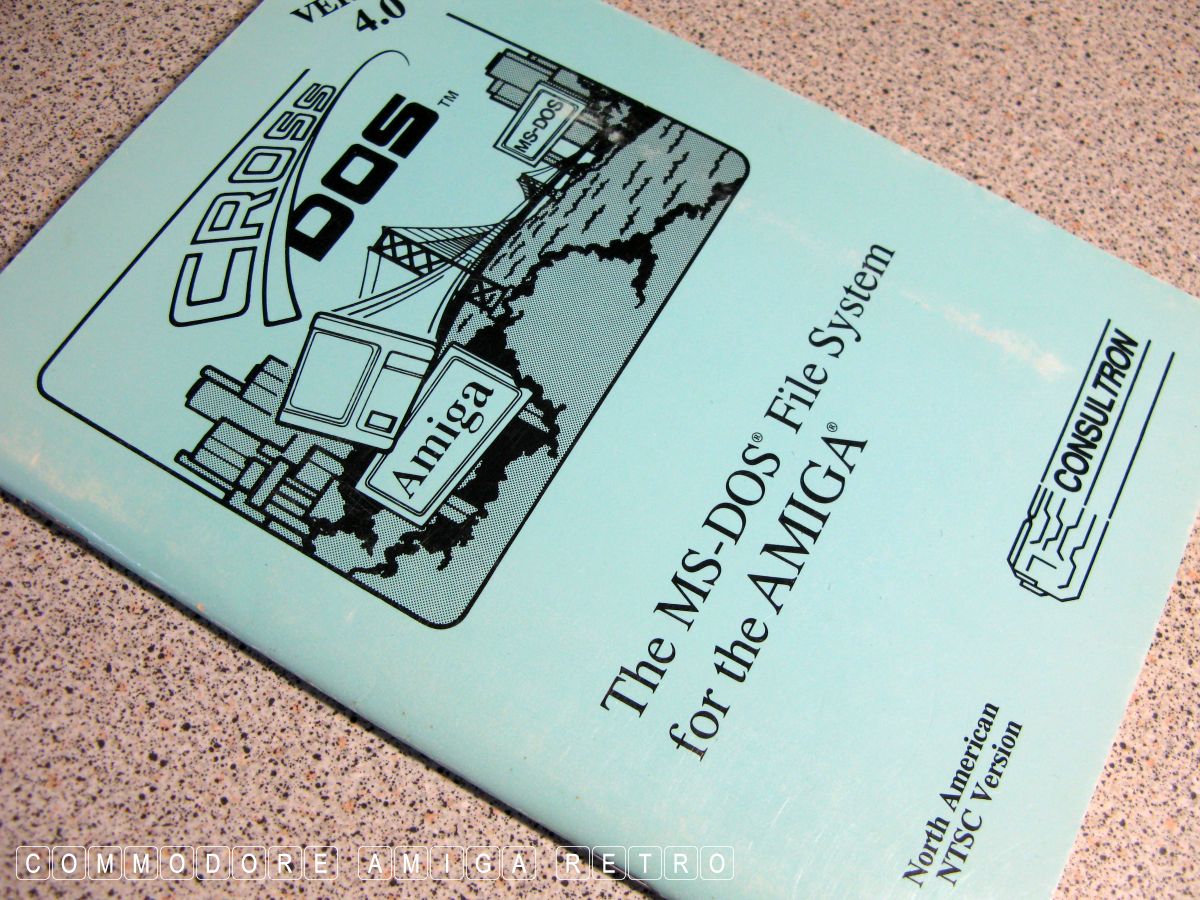 4.0
CROSS
DOS™
MS-DOS
Amiga
The MS-DOS® File System
for the AMIGA®
CONSULTRON
North American
NTSC Version
COMMODORE AMIGA RETRO